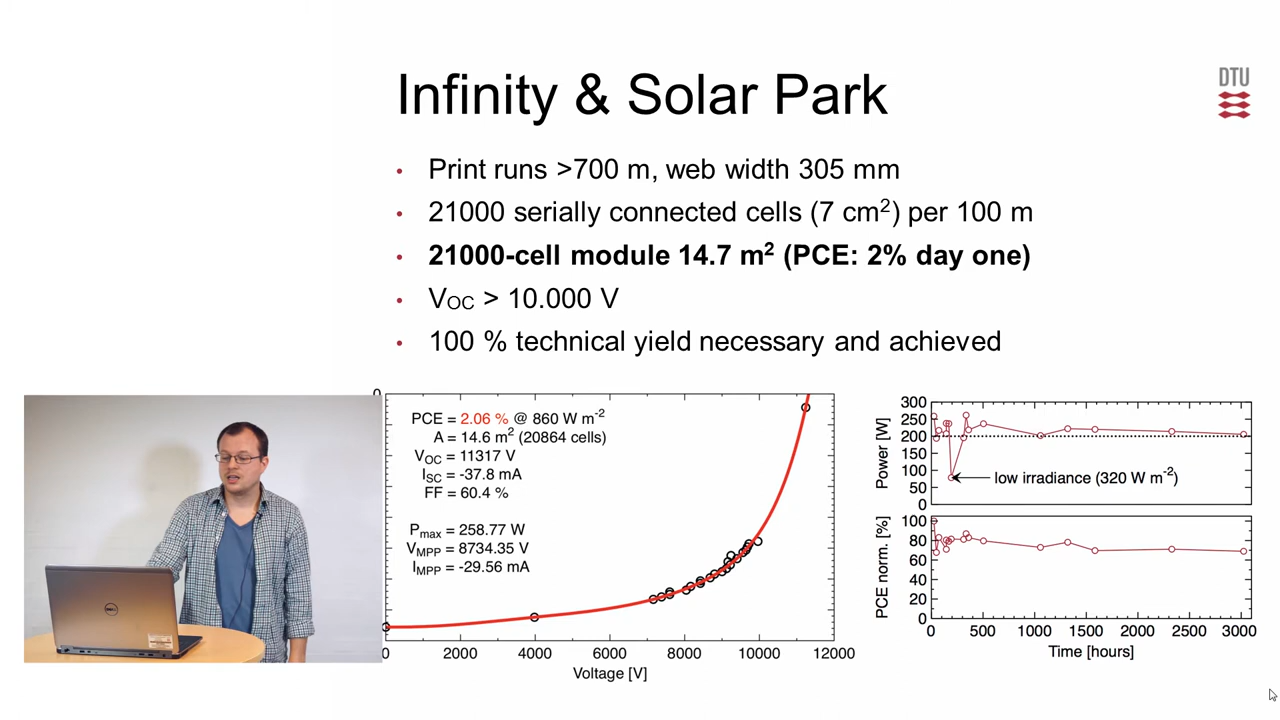 Infinity & Solar Park
DTU
• Print runs >700 m, web width 305 mm
• 21000 serially connected cells (7 cm²) per 100 m
• 21000-cell module 14.7 m² (PCE: 2% day one)
• VOC > 10.000 V
• 100 % technical yield necessary and achieved
0
PCE = 2.06 % @ 860 W m-2
A = 14.6 m² (20864 cells)
VOC = 11317 V
ISC = -37.8 mA
FF = 60.4 %
Pmax = 258.77 W
VMPP = 8734.35 V
IMPP = -29.56 mA
0 2000 4000 6000 8000 10000 12000
Voltage [V]
300
250
200
150
100
50
0
Power [W]
low irradiance (320 W m-2)
100
80
60
40
20
0
PCE norm. [%]
0 500 1000 1500 2000 2500 3000
Time [hours]
DELL